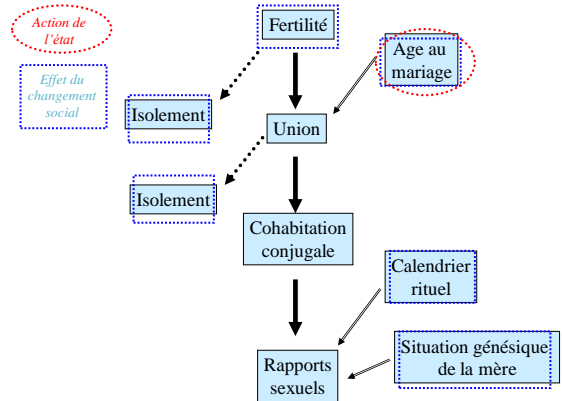 Action de
l'état
Effet du
changement
social
Fertilité
Age au
mariage
Isolement
Union
Isolement
Cohabitation
conjugale
Calendrier
rituel
Rapports
sexuels
Situation génésique
de la mère